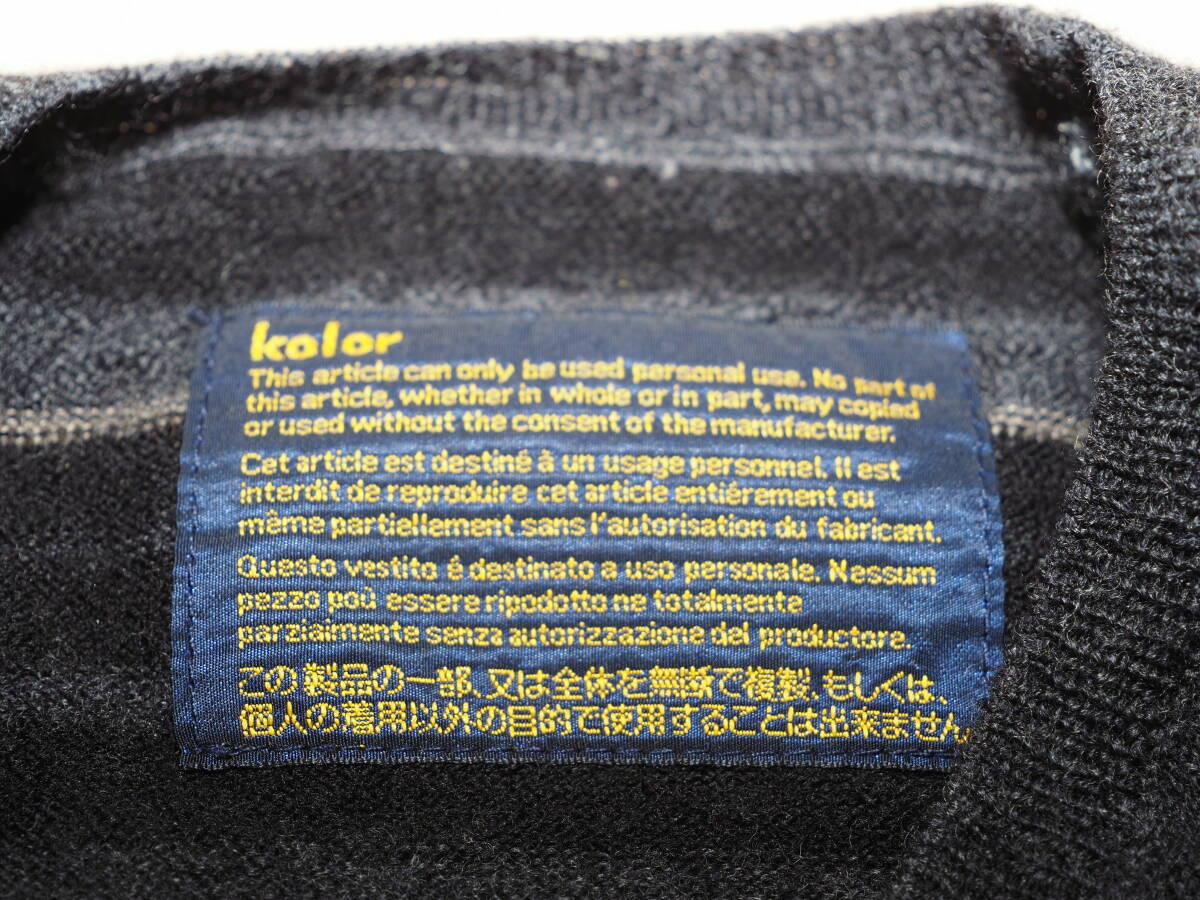 kolor
This article can only be used personal use. No part of
this article, whether in whole or in part, may copied
or used without the consent of the manufacturer.
Cet article est destiné à un usage personnel. Il est
interdit de reproduire cet article entiérement ou
même partiellement sans l'autorisation du fabricant.
Questo vestito é destinato a uso personale. Nessum
pezzo poù essere ripodotto ne totalmente
parzialmente senza autorizzazione del productore.
この製品の一部、又は全体を無断で複製、もしくは、
個人の着用以外の目的で使用することは出来ません。